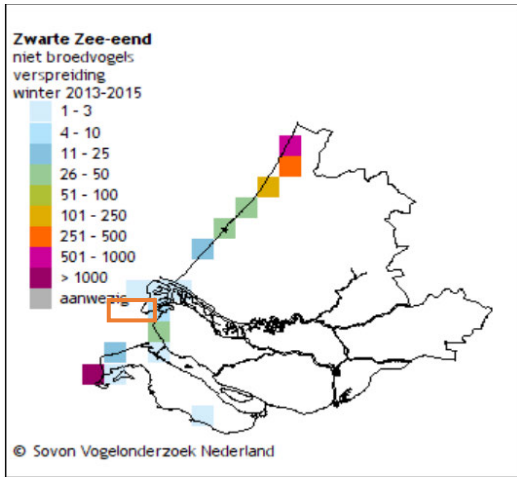 Zwarte Zee-eend
niet broedvogels
verspreiding
winter 2013-2015
1 - 3
4 - 10
11 - 25
26 - 50
51 - 100
101 - 250
251 - 500
501 - 1000
> 1000
aanwezig
© Sovon Vogelonderzoek Nederland